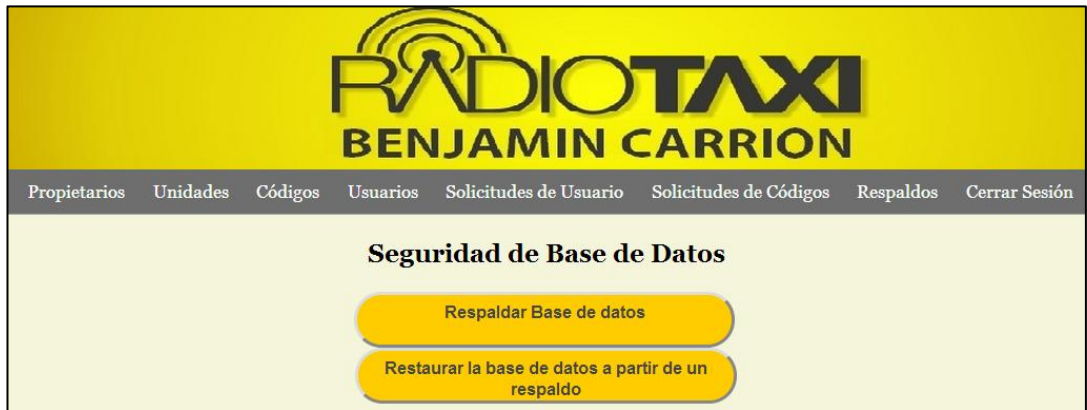 RADIOTAXI
BENJAMIN CARRION
Propietarios Unidades Códigos Usuarios Solicitudes de Usuario Solicitudes de Códigos Respaldos Cerrar Sesión
Seguridad de Base de Datos
Respaldar Base de datos
Restaurar la base de datos a partir de un
respaldo